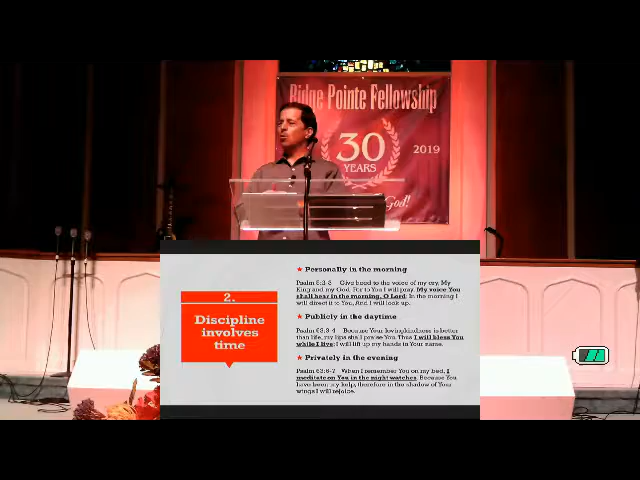 Ridge Pointe Fellowship
30
2019
YEARS
God!
2.
Discipline
involves
time
★ Personally in the morning
Psalm 5:2-3 Give heed to the voice of my cry, My
King and my God, For to You I will pray. My voice You
shall hear in the morning, O Lord; In the morning I
will direct it to You, And I will look up.
★ Publicly in the daytime
Psalm 63:3-4 Because Your lovingkindness is better
than life, my lips shall praise You. Thus I will bless You
while I live; I will lift up my hands in Your name.
★ Privately in the evening
Psalm 63:6-7 When I remember You on my bed, I
meditate on You in the night watches. Because You
have been my help, therefore in the shadow of Your
wings I will rejoice.